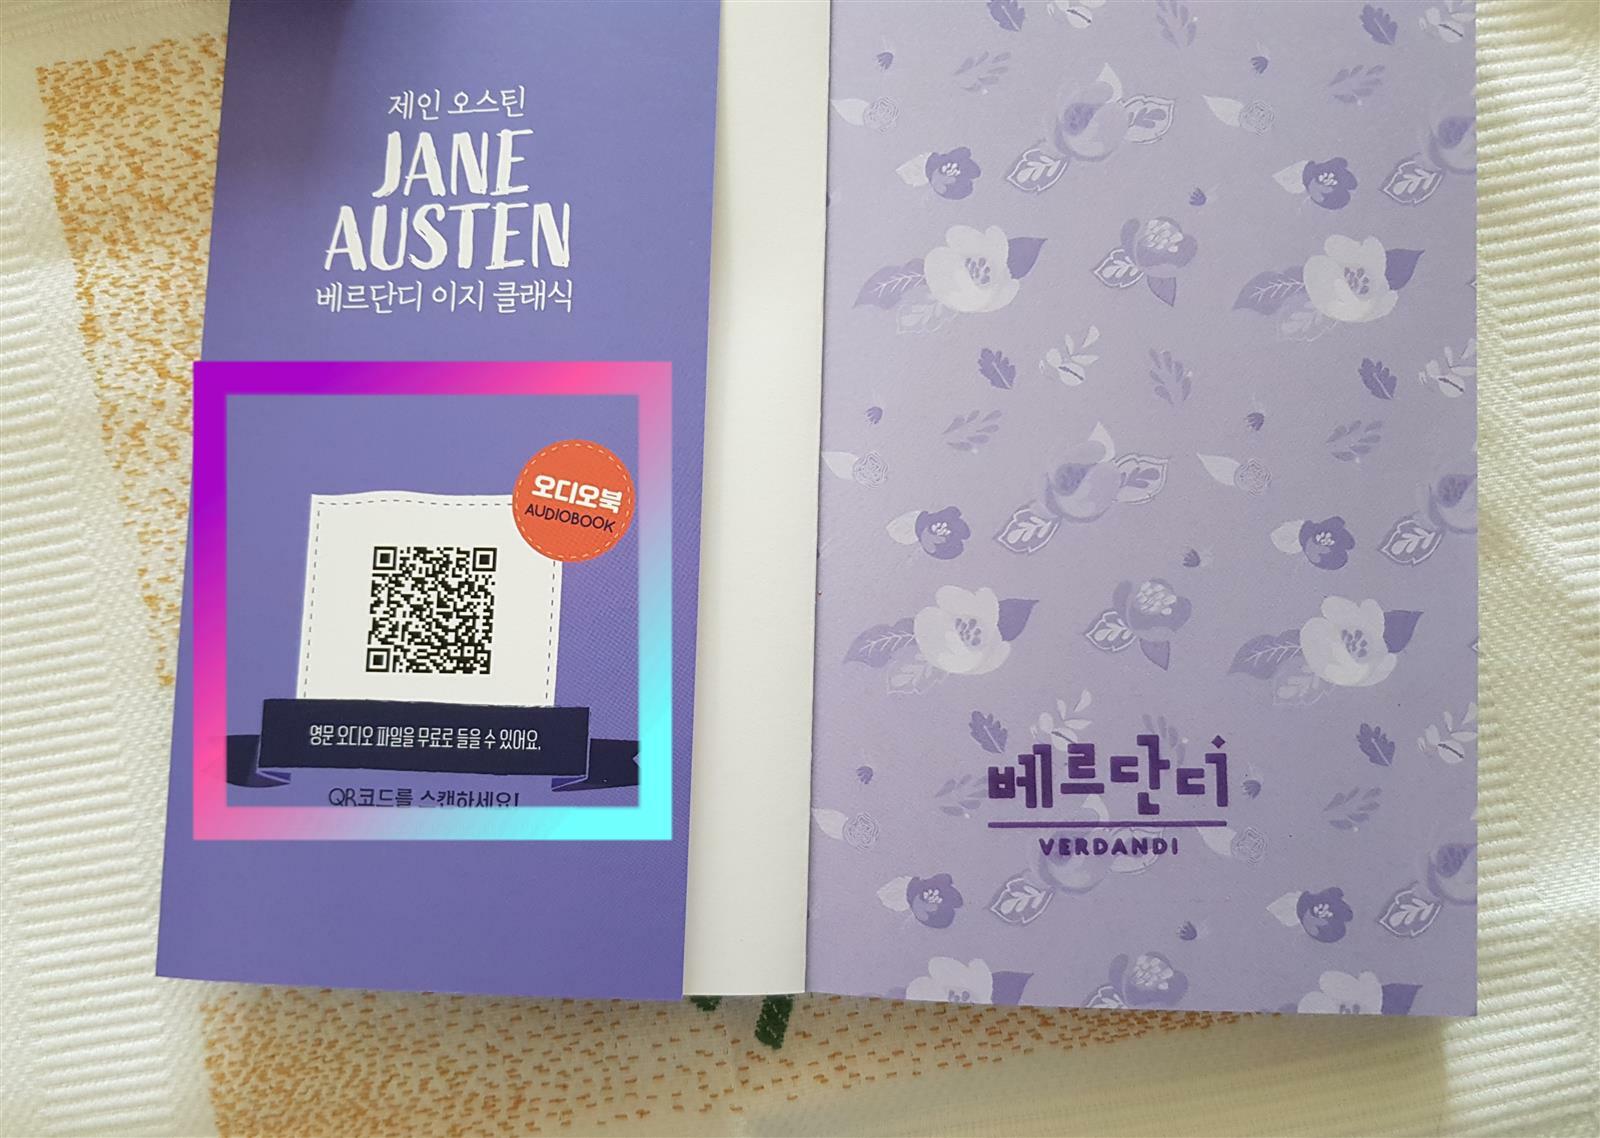 제인 오스틴
JANE
AUSTEN
베르단디 이지 클래식
오디오북
AUDIOBOOK
영문 오디오 파일을 무료로 들을 수 있어요.
QR코드를 스캔하세요!
베르단디
VERDANDI